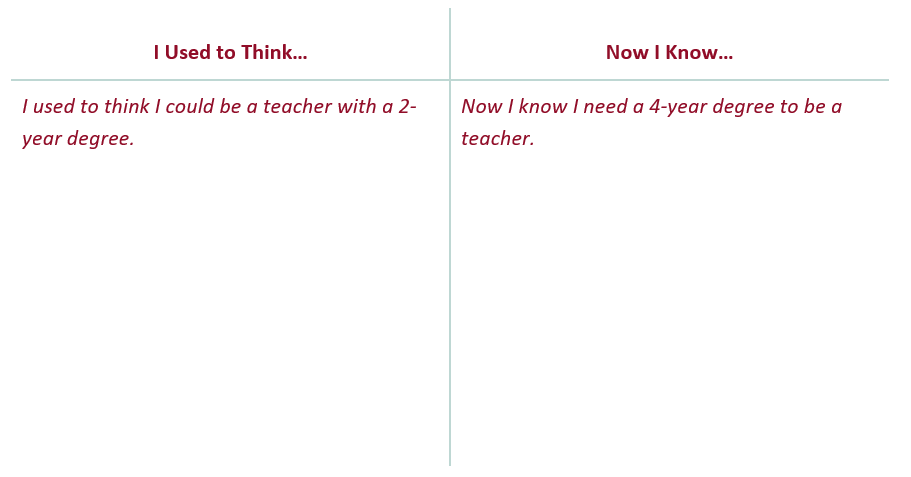 I Used to Think…
Now I Know…
I used to think I could be a teacher with a 2-
year degree.
Now I know I need a 4-year degree to be a
teacher.